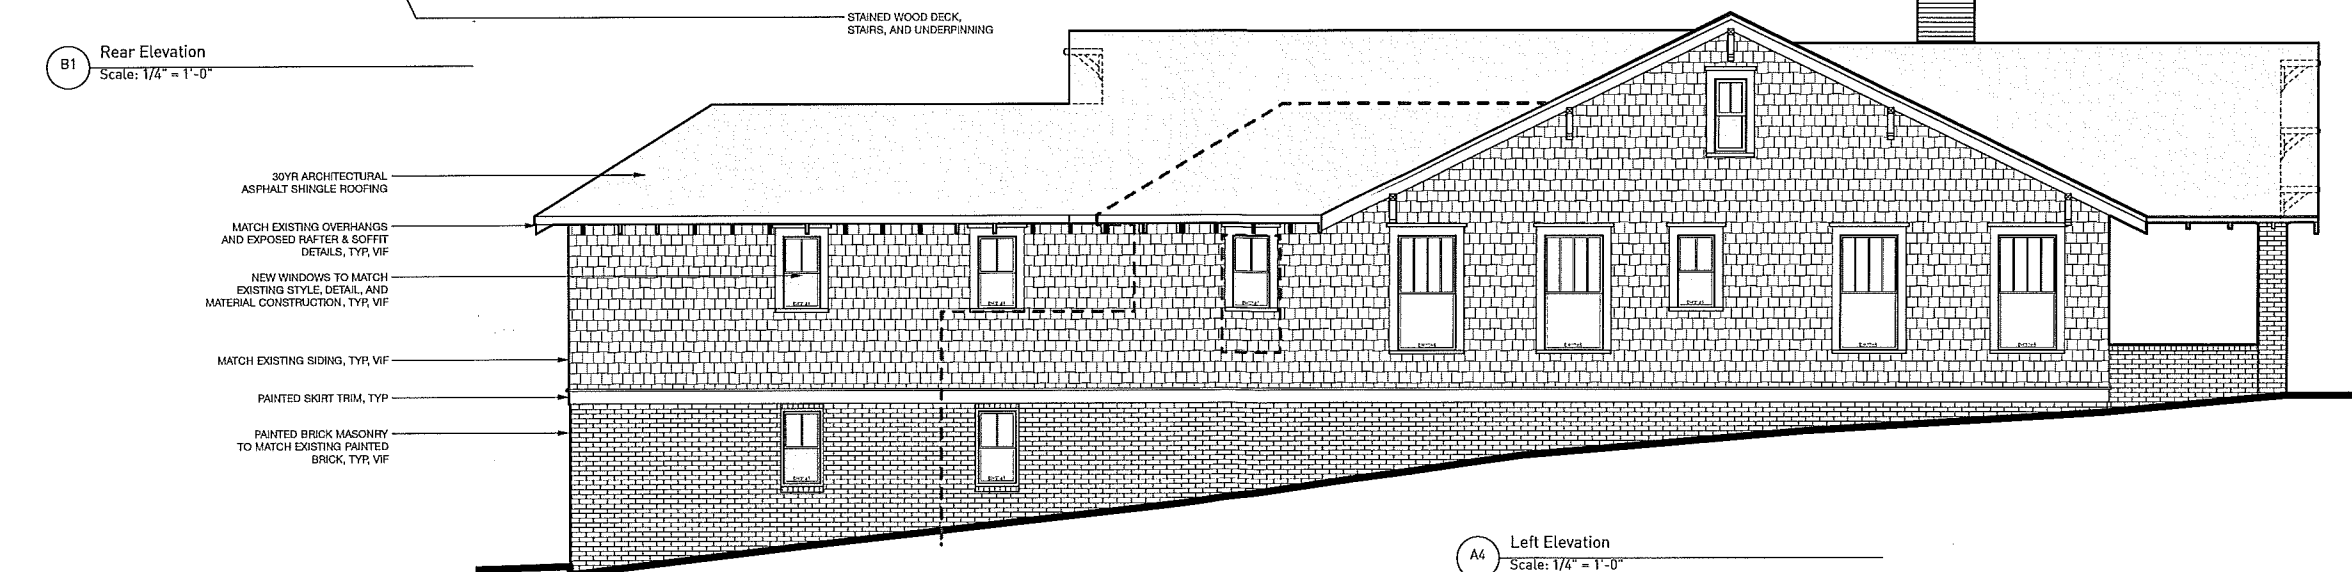 STAINED WOOD DECK,
STAIRS, AND UNDERPINNING
B1
Rear Elevation
Scale: 1/4" = 1'-0"
30YR ARCHITECTURAL
ASPHALT SHINGLE ROOFING
MATCH EXISTING OVERHANGS
AND EXPOSED RAFTER & SOFFIT
DETAILS, TYP, VIF
NEW WINDOWS TO MATCH
EXISTING STYLE, DETAIL, AND
MATERIAL CONSTRUCTION, TYP, VIF
MATCH EXISTING SIDING, TYP, VIF
PAINTED SKIRT TRIM, TYP
PAINTED BRICK MASONRY
TO MATCH EXISTING PAINTED
BRICK, TYP, VIF
A4
Left Elevation
Scale: 1/4" = 1'-0"